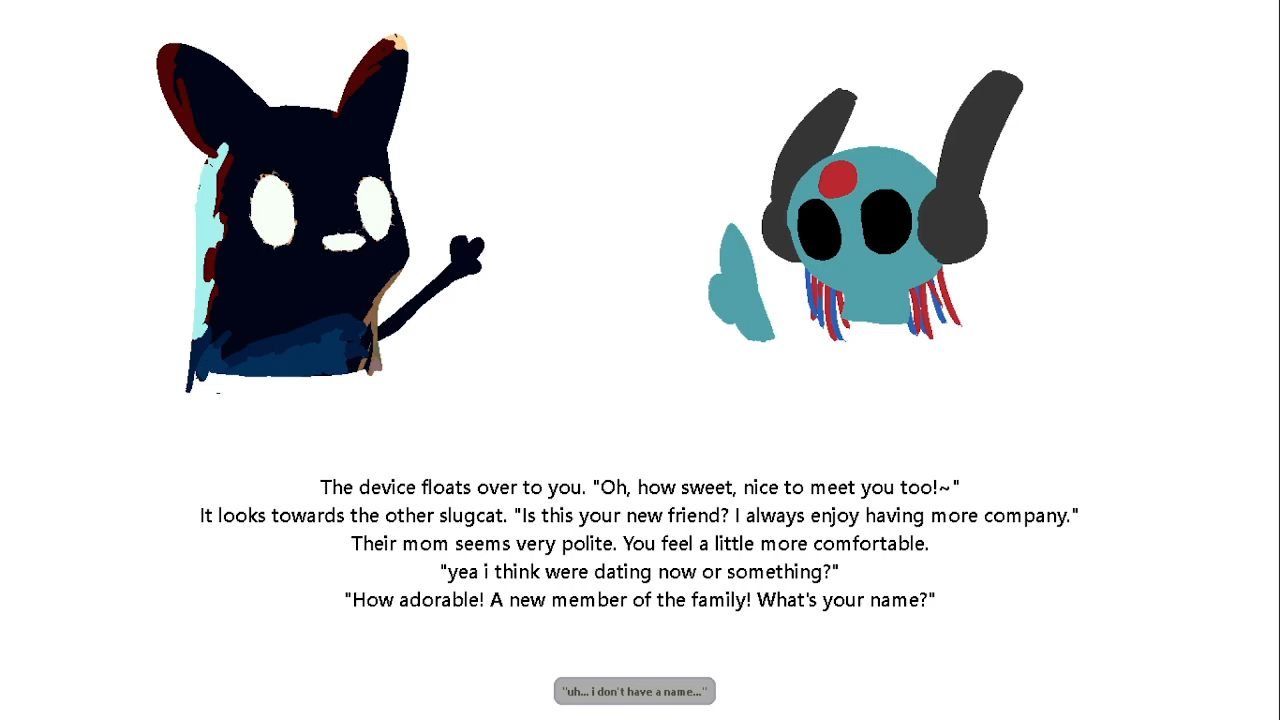 The device floats over to you. "Oh, how sweet, nice to meet you too!~"
It looks towards the other slugcat. "Is this your new friend? I always enjoy having more company."
Their mom seems very polite. You feel a little more comfortable.
"yea i think were dating now or something?"
"How adorable! A new member of the family! What's your name?"
"uh... i don't have a name..."